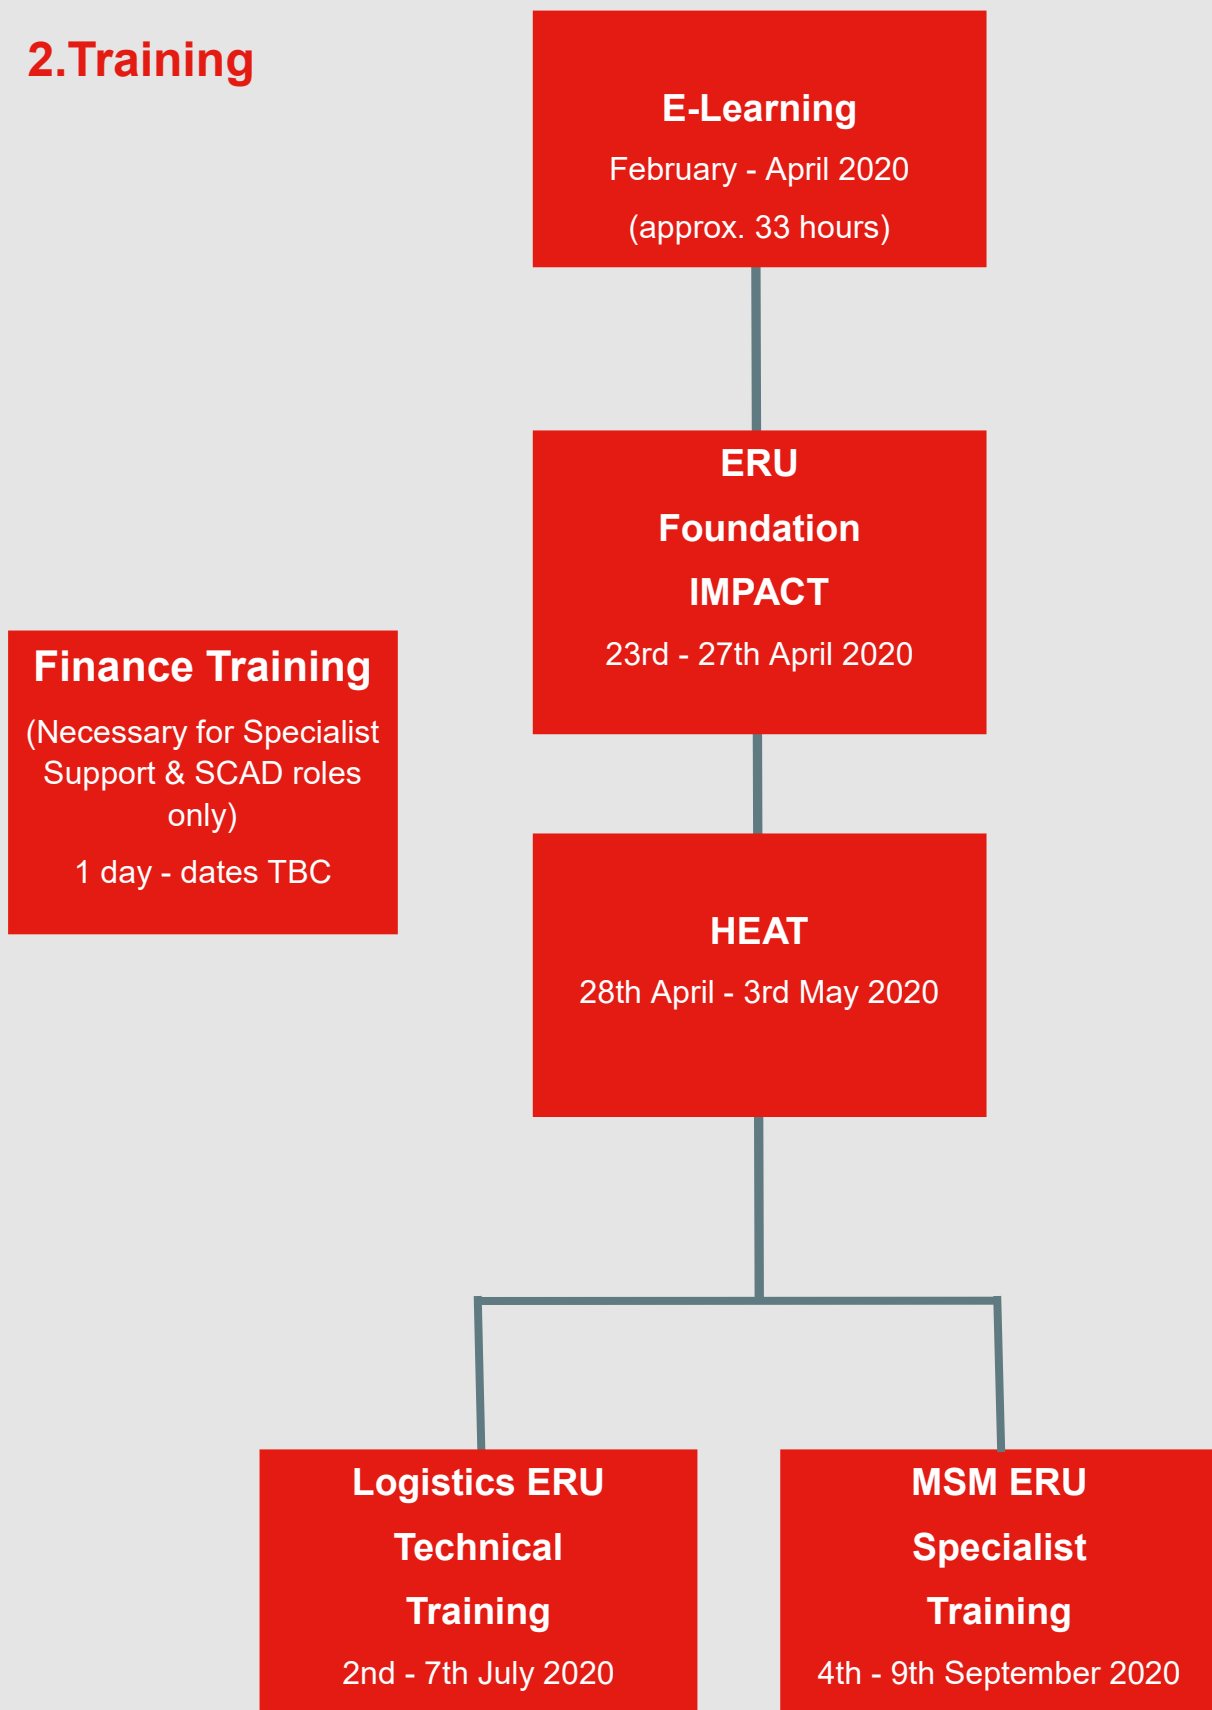 2.Training
E-Learning
February - April 2020
(approx. 33 hours)
ERU
Foundation
IMPACT
23rd - 27th April 2020
Finance Training
(Necessary for Specialist
Support & SCAD roles
only)
1 day - dates TBC
HEAT
28th April - 3rd May 2020
Logistics ERU
Technical
Training
2nd - 7th July 2020
MSM ERU
Specialist
Training
4th - 9th September 2020